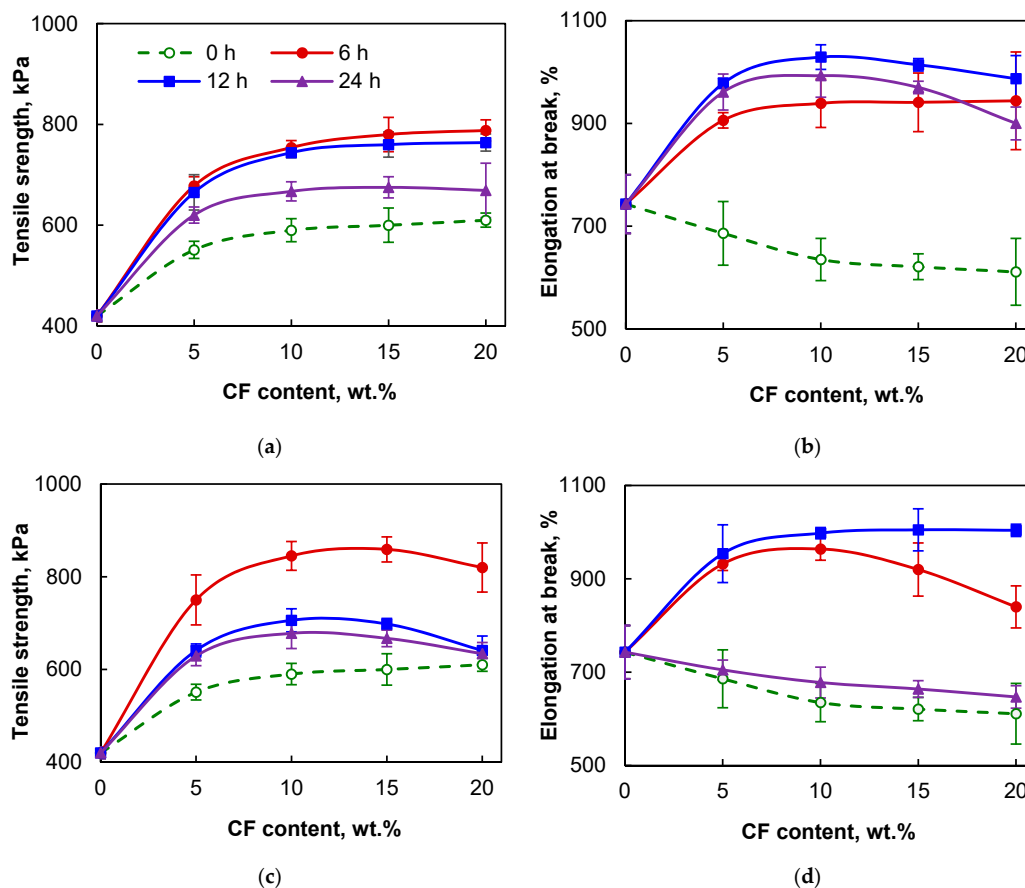 1000
800
600
400
Tensile srength, kPa
0 h
6 h
12 h
24 h
0
5
10
15
20
CF content, wt.%
(a)
1100
900
700
500
Elongation at break, %
0
5
10
15
20
CF content, wt.%
(b)
1000
800
600
400
Tensile strength, kPa
0
5
10
15
20
CF content, wt.%
(c)
1100
900
700
500
Elongation at break, %
0
5
10
15
20
CF content, wt.%
(d)